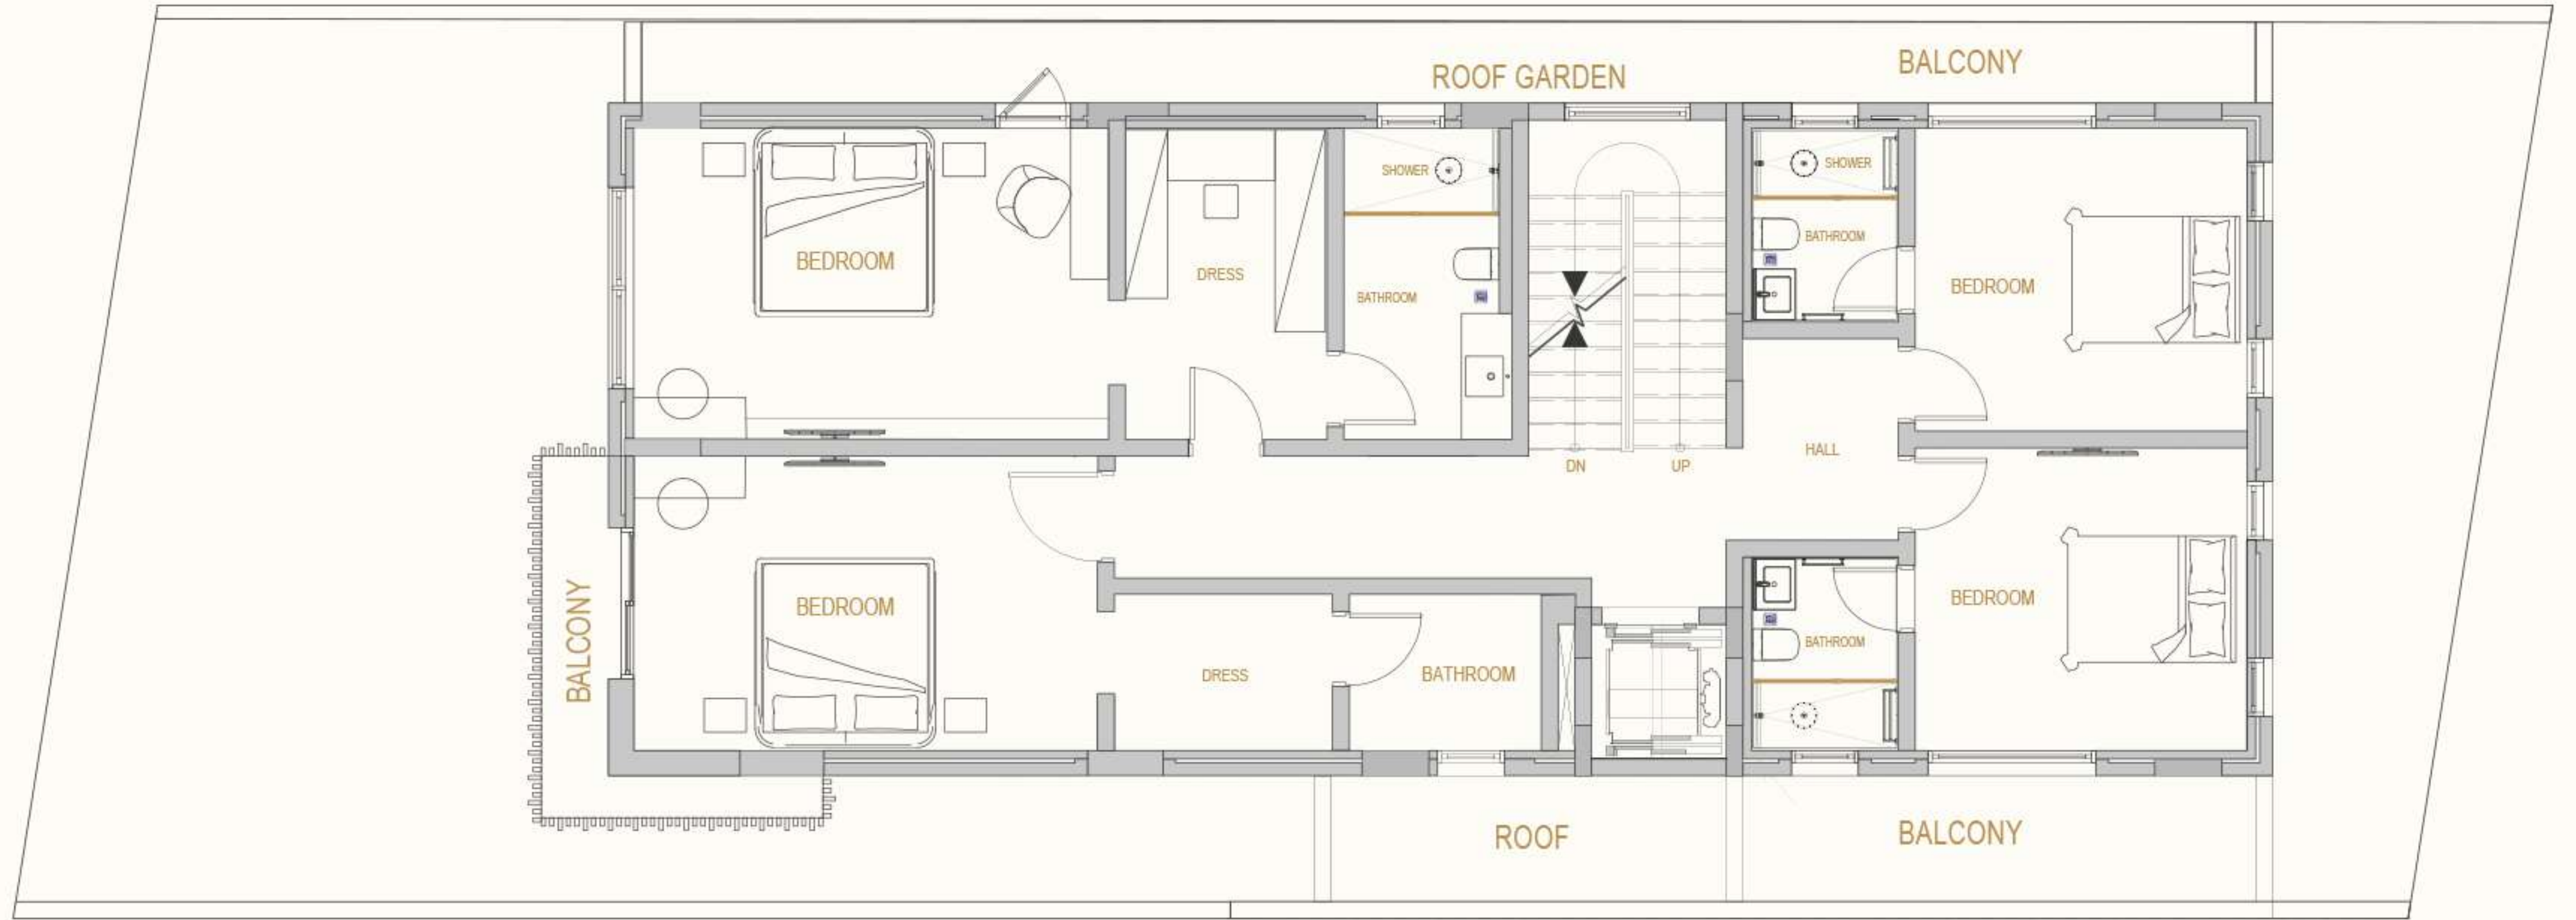 BALCONY
ROOF GARDEN
SHOWER
SHOWER
BATHROOM
BEDROOM
DRESS
BATHROOM
BEDROOM
HALL
DN
UP
BALCONY
BEDROOM
BEDROOM
BATHROOM
DRESS
BATHROOM
ROOF
BALCONY